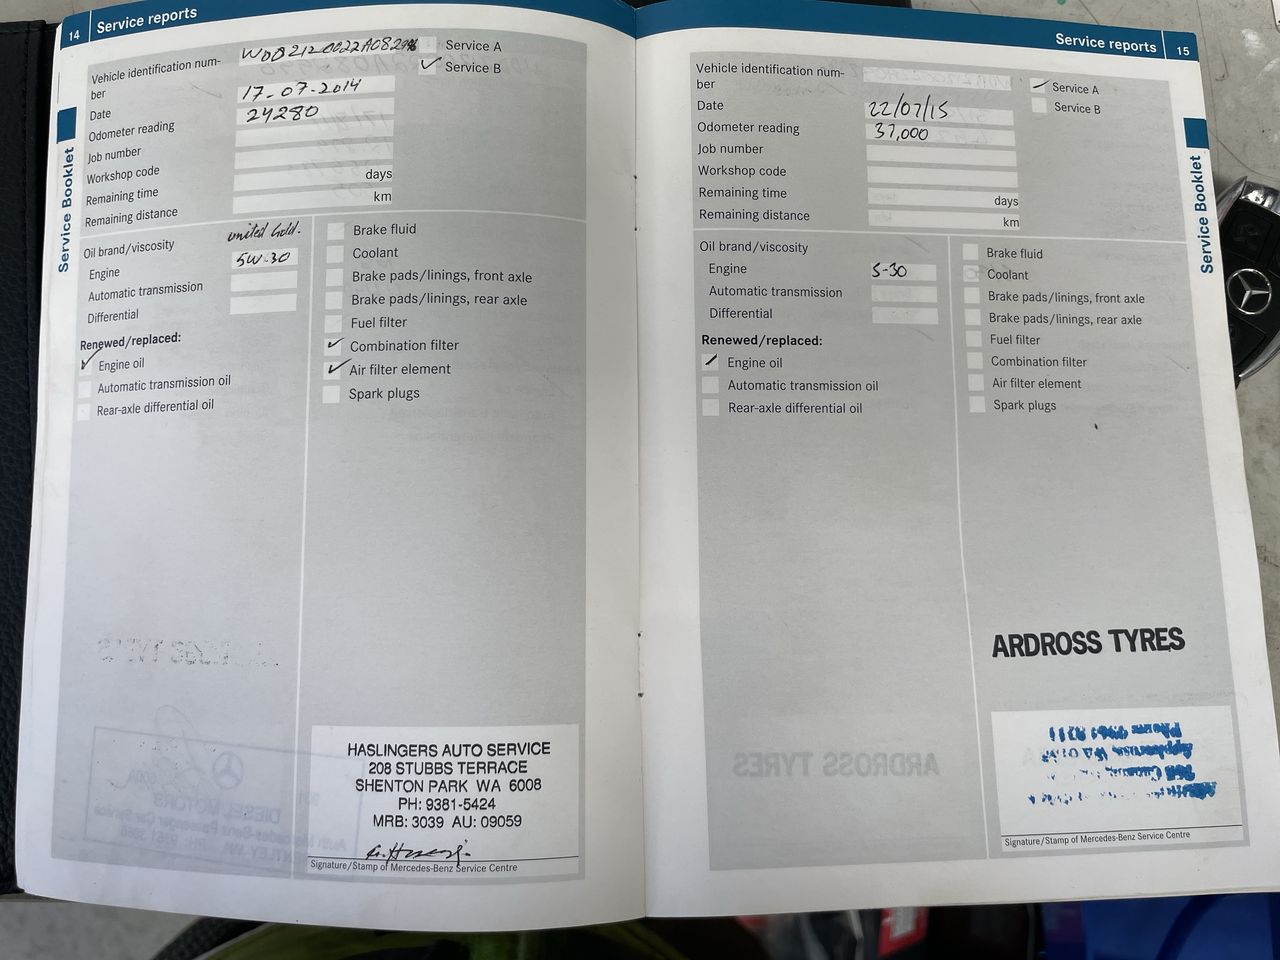 14 Service reports
Vehicle identification num-
ber
Service A
Service B
Date 17-07-2014
Odometer reading 24280
Job number
Workshop code
Remaining time days
Remaining distance km
Oil brand/viscosity united Gold.
Engine 5W-30
Automatic transmission
Differential
Renewed/replaced:
Engine oil
Automatic transmission oil
Rear-axle differential oil
Brake fluid
Coolant
Brake pads/linings, front axle
Brake pads/linings, rear axle
Fuel filter
Combination filter
Air filter element
Spark plugs
HASLINGERS AUTO SERVICE
208 STUBBS TERRACE
SHENTON PARK WA 6008
PH: 9381-5424
MRB: 3039 AU: 09059
Signature/Stamp of Mercedes-Benz Service Centre
Service Booklet
Service reports 15
Vehicle identification num-
ber
Service A
Service B
Date 22/07/15
Odometer reading 37,000
Job number
Workshop code
Remaining time days
Remaining distance km
Oil brand/viscosity
Engine 5-30
Automatic transmission
Differential
Renewed/replaced:
Engine oil
Automatic transmission oil
Rear-axle differential oil
Brake fluid
Coolant
Brake pads/linings, front axle
Brake pads/linings, rear axle
Fuel filter
Combination filter
Air filter element
Spark plugs
ARDROSS TYRES
ARDROSS TYRES
Signature/Stamp of Mercedes-Benz Service Centre
Service Booklet